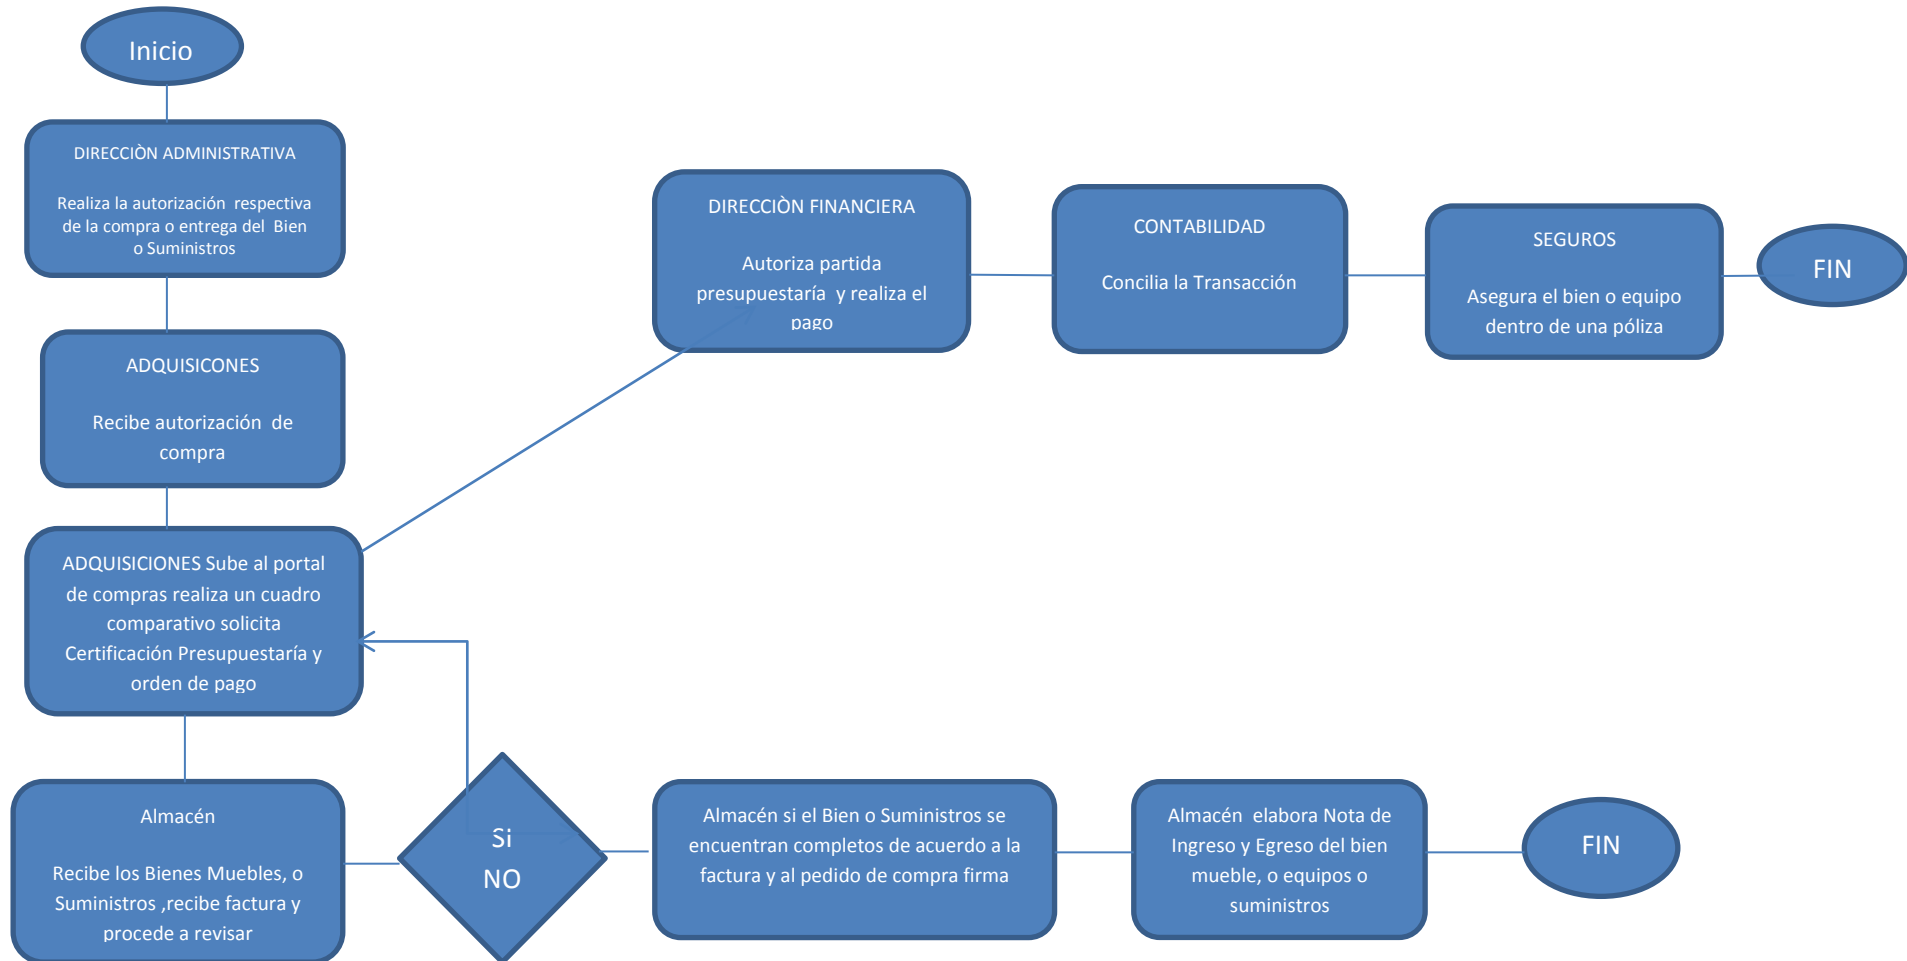 Inicio
DIRECCIÒN ADMINISTRATIVA
Realiza la autorización respectiva
de la compra o entrega del Bien
o Suministros
ADQUISICONES
Recibe autorización de
compra
ADQUISICIONES Sube al portal
de compras realiza un cuadro
comparativo solicita
Certificación Presupuestaría y
orden de pago
DIRECCIÒN FINANCIERA
Autoriza partida
presupuestaría y realiza el
pago
CONTABILIDAD
Concilia la Transacción
SEGUROS
Asegura el bien o equipo
dentro de una póliza
FIN
Almacén
Recibe los Bienes Muebles, o
Suministros ,recibe factura y
procede a revisar
Si
NO
Almacén si el Bien o Suministros se
encuentran completos de acuerdo a la
factura y al pedido de compra firma
Almacén elabora Nota de
Ingreso y Egreso del bien
mueble, o equipos o
suministros
FIN